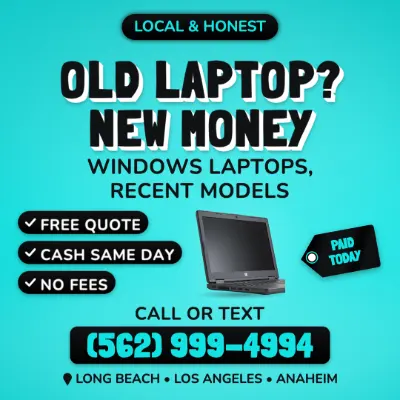 LOCAL & HONEST
OLD LAPTOP?
NEW MONEY
WINDOWS LAPTOPS,
RECENT MODELS
FREE QUOTE
CASH SAME DAY
NO FEES
PAID
TODAY
CALL OR TEXT
(562) 999-4994
LONG BEACH • LOS ANGELES • ANAHEIM